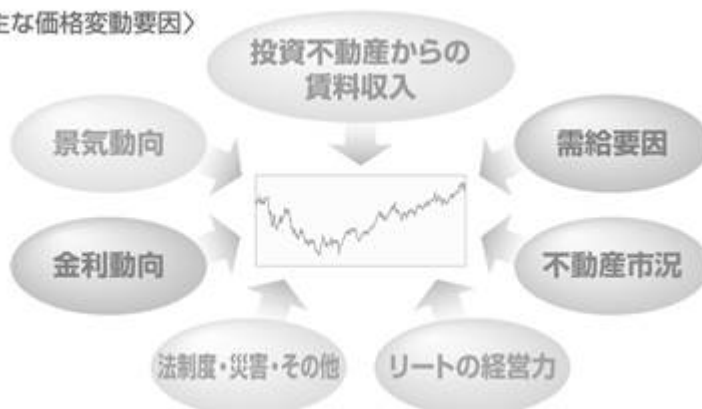 主な価格変動要因〉
投資不動産からの
賃料収入
景気動向
需給要因
金利動向
不動産市況
法制度・災害・その他
リートの経営力